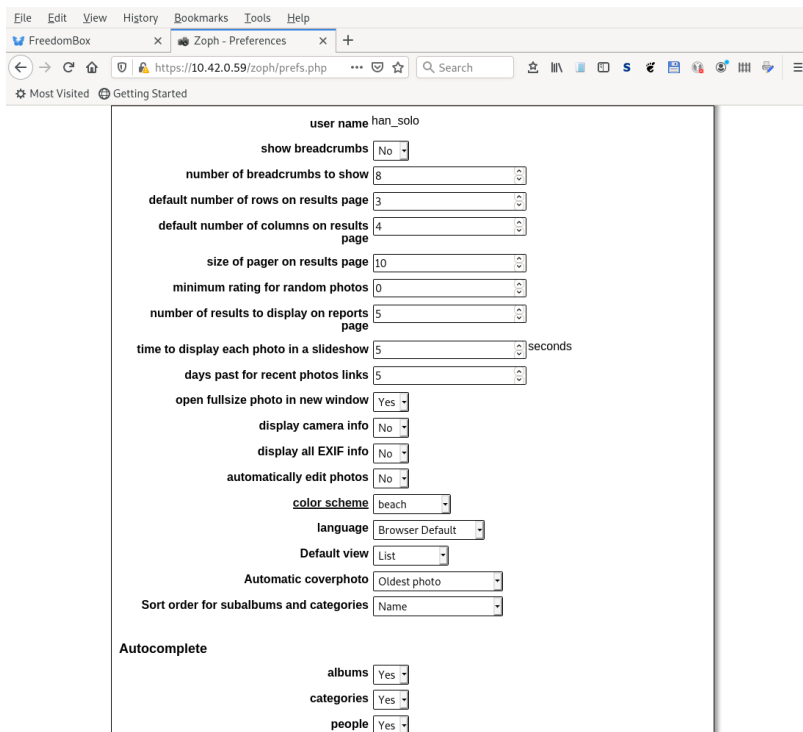 File Edit View History Bookmarks Tools Help
FreedomBox × Zoph - Preferences × +
https://10.42.0.59/zoph/prefs.php ··· Search
Most Visited Getting Started
user name han_solo
show breadcrumbs No
number of breadcrumbs to show 8
default number of rows on results page 3
default number of columns on results 4
page
size of pager on results page 10
minimum rating for random photos 0
number of results to display on reports 5
page
time to display each photo in a slideshow 5 seconds
days past for recent photos links 5
open fullsize photo in new window Yes
display camera info No
display all EXIF info No
automatically edit photos No
color scheme beach
language Browser Default
Default view List
Automatic coverphoto Oldest photo
Sort order for subalbums and categories Name
Autocomplete
albums Yes
categories Yes
people Yes